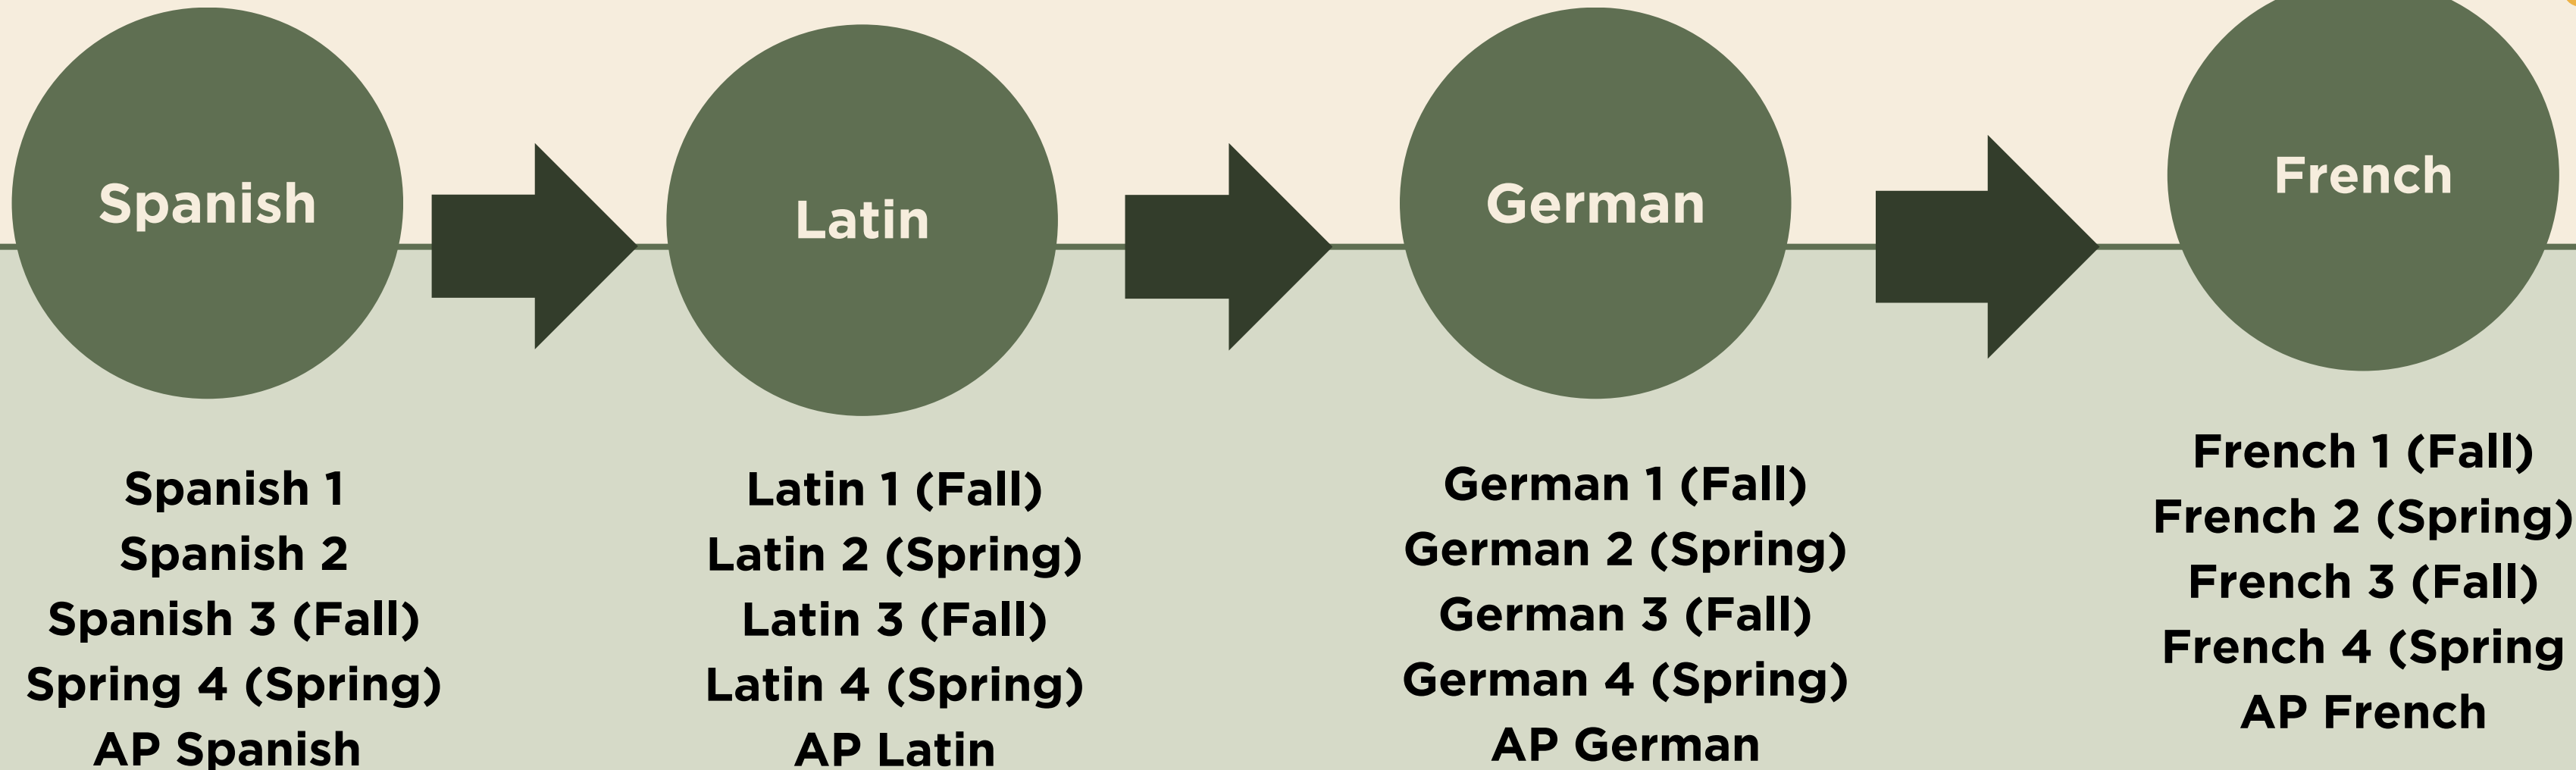 Spanish
Latin
German
French
Spanish 1
Spanish 2
Spanish 3 (Fall)
Spring 4 (Spring)
AP Spanish
Latin 1 (Fall)
Latin 2 (Spring)
Latin 3 (Fall)
Latin 4 (Spring)
AP Latin
German 1 (Fall)
German 2 (Spring)
German 3 (Fall)
German 4 (Spring)
AP German
French 1 (Fall)
French 2 (Spring)
French 3 (Fall)
French 4 (Spring
AP French